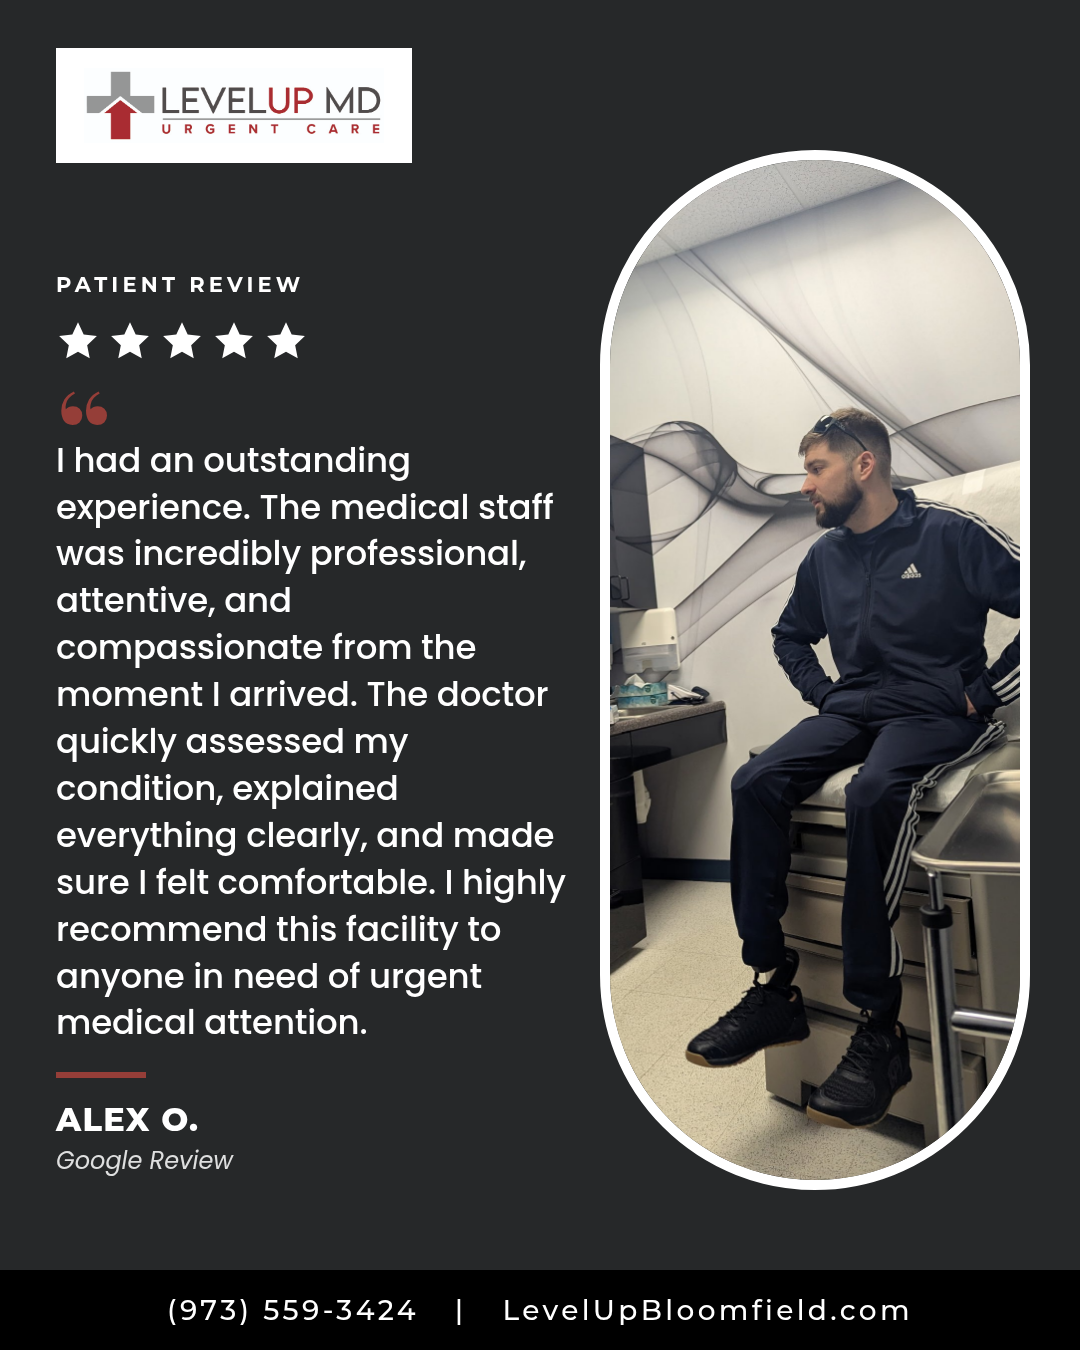 LEVELUP MD
URGENT CARE
PATIENT REVIEW
“
I had an outstanding
experience. The medical staff
was incredibly professional,
attentive, and
compassionate from the
moment I arrived. The doctor
quickly assessed my
condition, explained
everything clearly, and made
sure I felt comfortable. I highly
recommend this facility to
anyone in need of urgent
medical attention.
ALEX O.
Google Review
adidas
(973) 559-3424 | LevelUpBloomfield.com